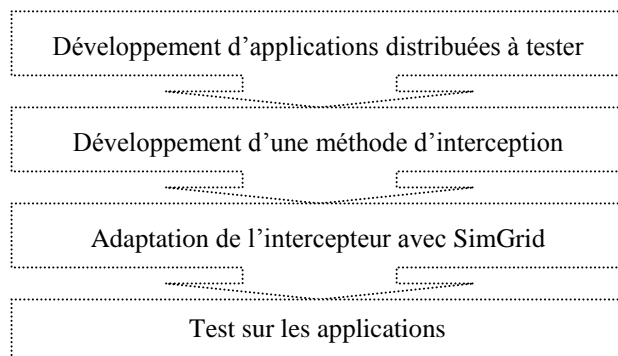 Développement d’applications distribuées à tester
Développement d’une méthode d’interception
Adaptation de l’intercepteur avec SimGrid
Test sur les applications